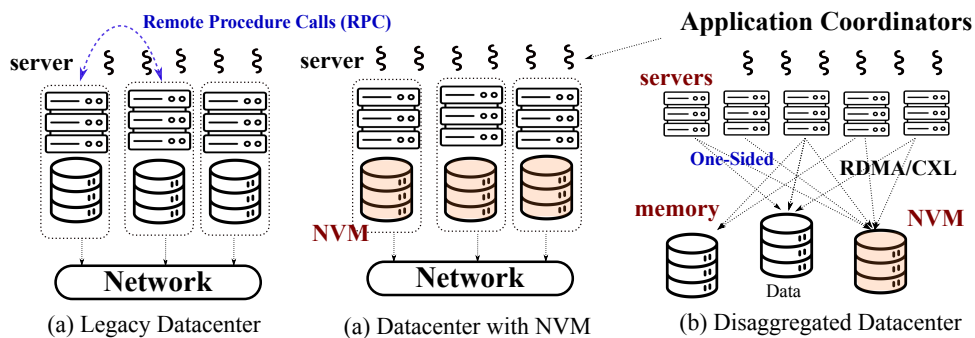 Remote Procedure Calls (RPC)
server
Network
(a) Legacy Datacenter
server
NVM
Network
(a) Datacenter with NVM
Application Coordinators
servers
One-Sided
RDMA/CXL
memory
NVM
Data
(b) Disaggregated Datacenter